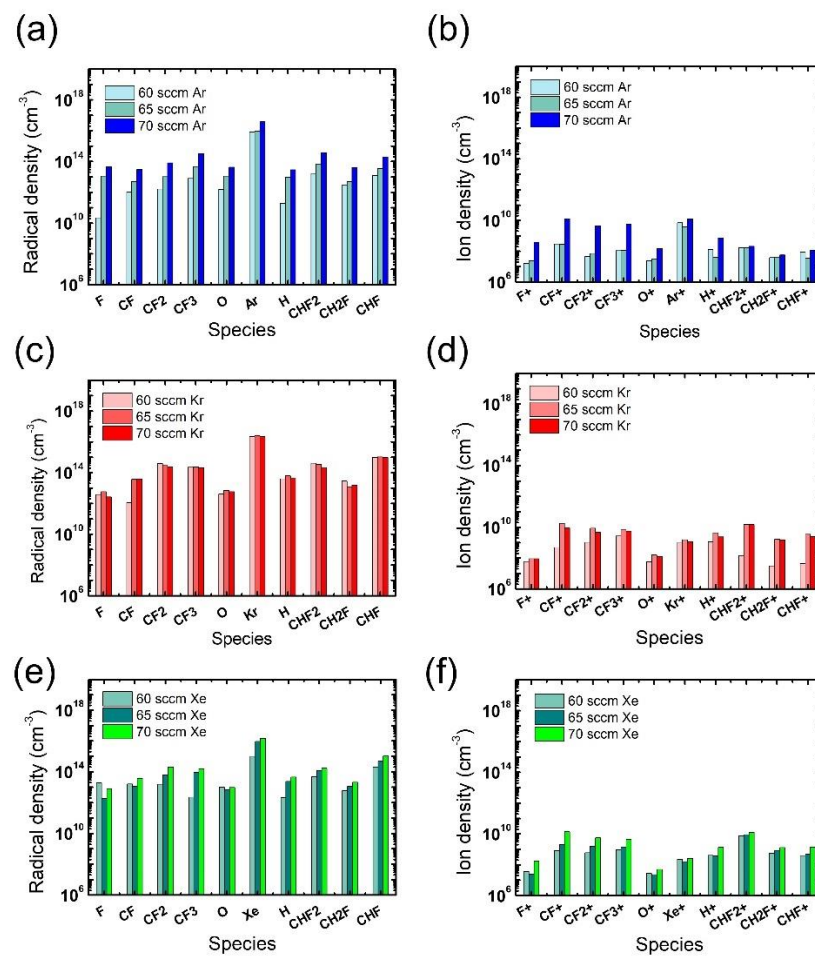 (a)
Radical density (cm⁻³)
10¹⁸
10¹⁴
10¹⁰
10⁶
60 sccm Ar
65 sccm Ar
70 sccm Ar
F CF CF2 CF3 O Ar H CHF2 CH2F CHF
Species
(b)
Ion density (cm⁻³)
10¹⁸
10¹⁴
10¹⁰
10⁶
60 sccm Ar
65 sccm Ar
70 sccm Ar
F+ CF+ CF2+ CF3+ O+ Ar+ H+ CHF2+ CH2F+ CHF+
Species
(c)
Radical density (cm⁻³)
10¹⁸
10¹⁴
10¹⁰
10⁶
60 sccm Kr
65 sccm Kr
70 sccm Kr
F CF CF2 CF3 O Kr H CHF2 CH2F CHF
Species
(d)
Ion density (cm⁻³)
10¹⁸
10¹⁴
10¹⁰
10⁶
60 sccm Kr
65 sccm Kr
70 sccm Kr
F+ CF+ CF2+ CF3+ O+ Kr+ H+ CHF2+ CH2F+ CHF+
Species
(e)
Radical density (cm⁻³)
10¹⁸
10¹⁴
10¹⁰
10⁶
60 sccm Xe
65 sccm Xe
70 sccm Xe
F CF CF2 CF3 O Xe H CHF2 CH2F CHF
Species
(f)
Ion density (cm⁻³)
10¹⁸
10¹⁴
10¹⁰
10⁶
60 sccm Xe
65 sccm Xe
70 sccm Xe
F+ CF+ CF2+ CF3+ O+ Xe+ H+ CHF2+ CH2F+ CHF+
Species